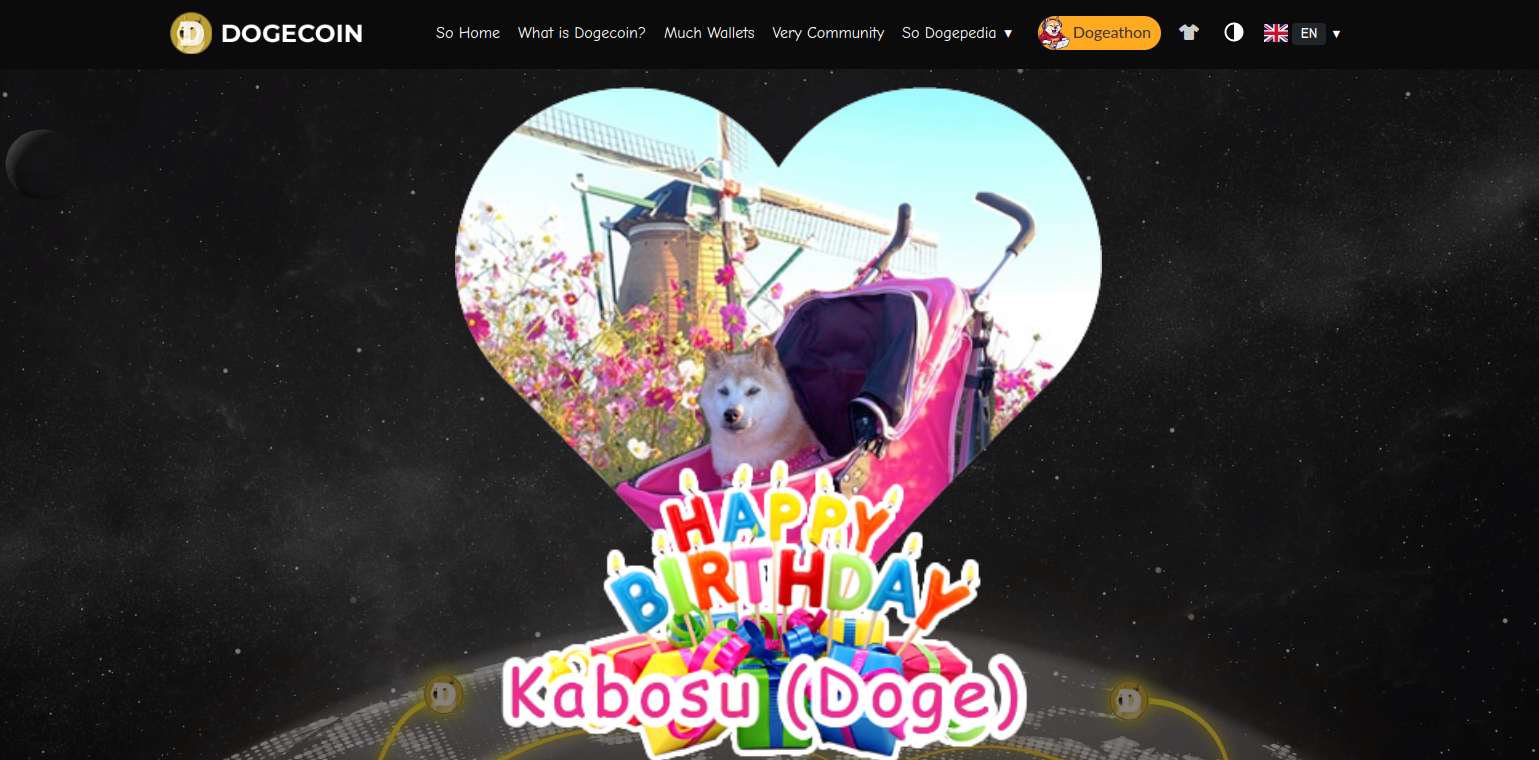 DOGECOIN So Home What is Dogecoin? Much Wallets Very Community So Dogepedia ▼ Dogeathon EN ▼
HAPPY
BIRTHDAY
Kabosu (Doge)